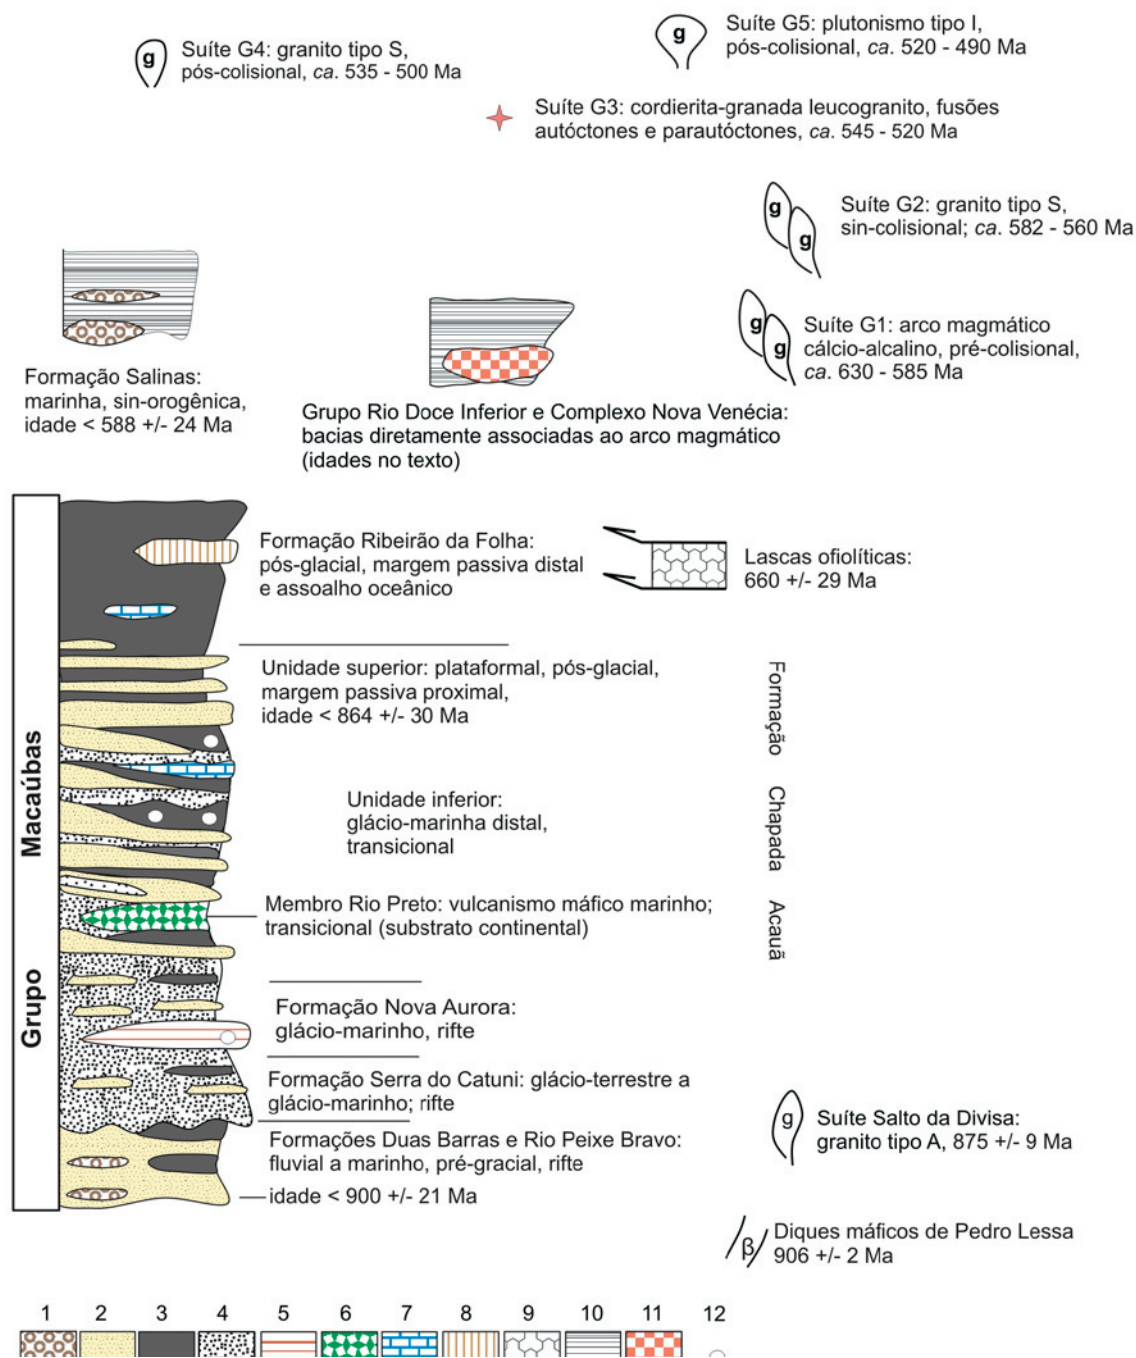 Suíte G4: granito tipo S,
pós-colisional, ca. 535 - 500 Ma
g
Suíte G5: plutonismo tipo I,
pós-colisional, ca. 520 - 490 Ma
g
Suíte G3: cordierita-granada leucogranito, fusões
autóctones e parautóctones, ca. 545 - 520 Ma
Suíte G2: granito tipo S,
sin-colisional; ca. 582 - 560 Ma
g
g
Suíte G1: arco magmático
cálcio-alcalino, pré-colisional,
ca. 630 - 585 Ma
g
g
Formação Salinas:
marinha, sin-orogênica,
idade < 588 +/- 24 Ma
Grupo Rio Doce Inferior e Complexo Nova Venécia:
bacias diretamente associadas ao arco magmático
(idades no texto)
Grupo Macaúbas
Formação Ribeirão da Folha:
pós-glacial, margem passiva distal
e assoalho oceânico
Lascas ofiolíticas:
660 +/- 29 Ma
Unidade superior: plataformal, pós-glacial,
margem passiva proximal,
idade < 864 +/- 30 Ma
Formação Chapada Acauã
Unidade inferior:
glácio-marinha distal,
transicional
Membro Rio Preto: vulcanismo máfico marinho;
transicional (substrato continental)
Formação Nova Aurora:
glácio-marinho, rifte
Formação Serra do Catuni: glácio-terrestre a
glácio-marinho; rifte
Formações Duas Barras e Rio Peixe Bravo:
fluvial a marinho, pré-gracial, rifte
idade < 900 +/- 21 Ma
g
Suíte Salto da Divisa:
granito tipo A, 875 +/- 9 Ma
β
Diques máficos de Pedro Lessa
906 +/- 2 Ma
1 2 3 4 5 6 7 8 9 10 11 12